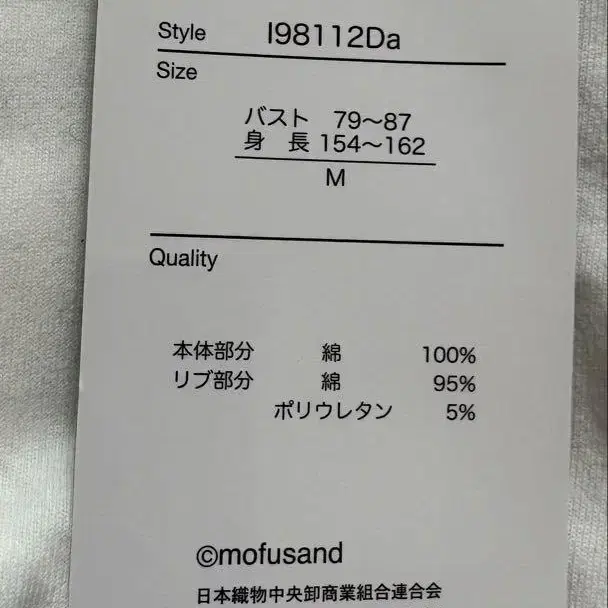 Style I98112Da
Size
バスト 79〜87
身 長 154〜162
M
Quality
本体部分 綿 100%
リブ部分 綿 95%
ポリウレタン 5%
©mofusand
日本織物中央卸商業組合連合会